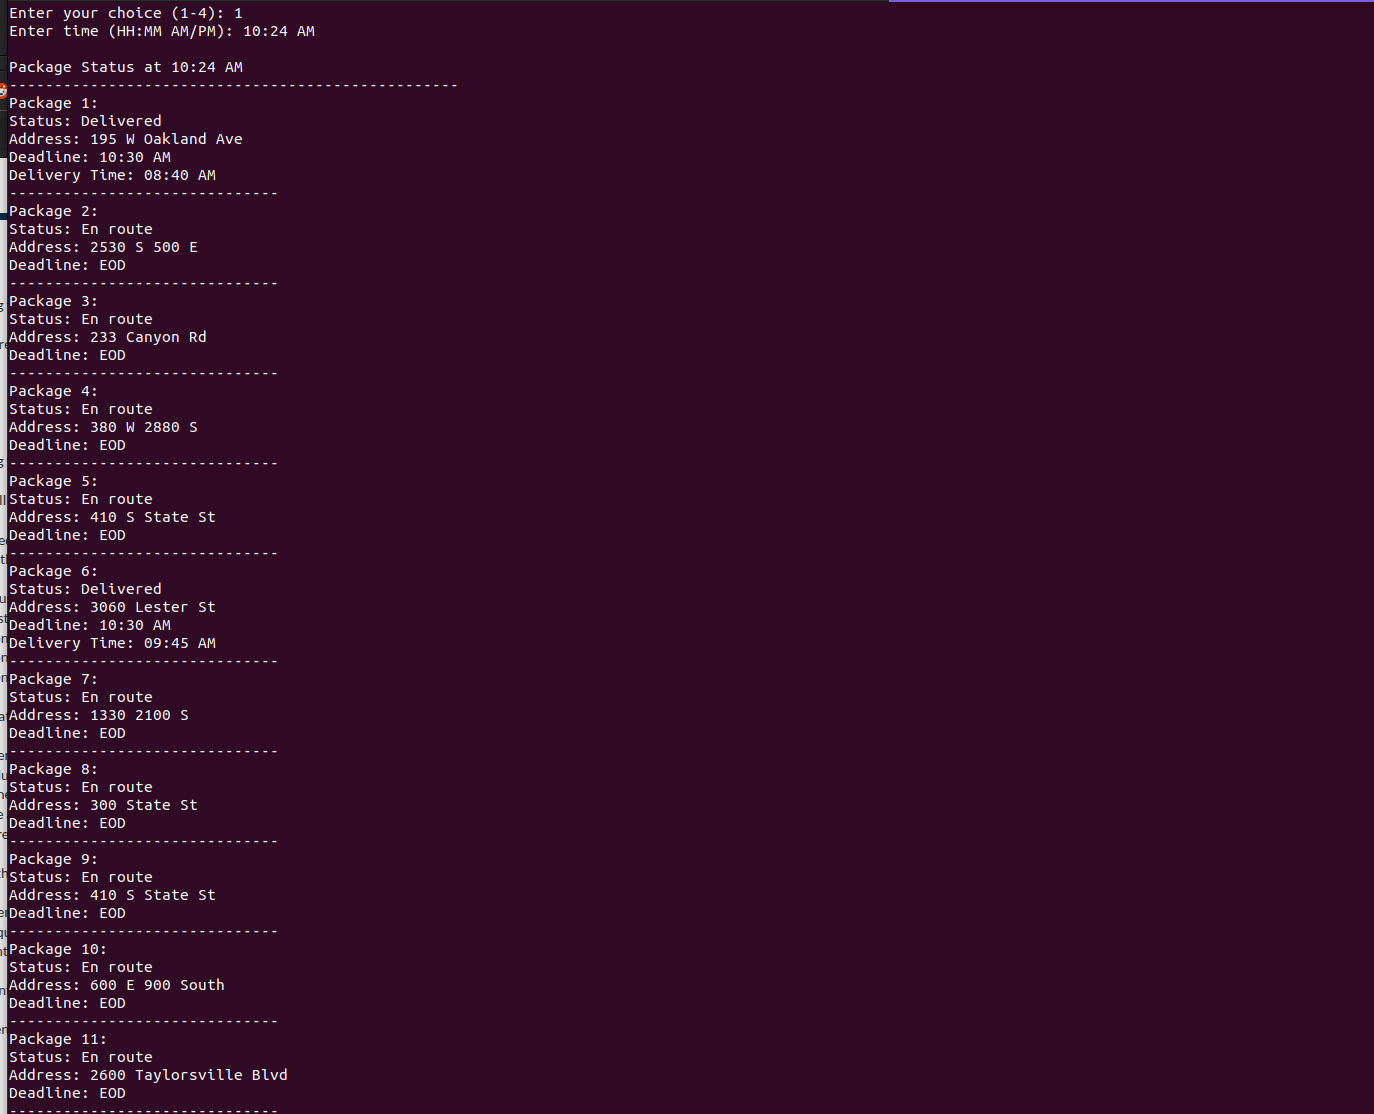 Enter your choice (1-4): 1
Enter time (HH:MM AM/PM): 10:24 AM
Package Status at 10:24 AM
--------------------------------------------------
Package 1:
Status: Delivered
Address: 195 W Oakland Ave
Deadline: 10:30 AM
Delivery Time: 08:40 AM
------------------------------
Package 2:
Status: En route
Address: 2530 S 500 E
Deadline: EOD
------------------------------
Package 3:
Status: En route
Address: 233 Canyon Rd
Deadline: EOD
------------------------------
Package 4:
Status: En route
Address: 380 W 2880 S
Deadline: EOD
------------------------------
Package 5:
Status: En route
Address: 410 S State St
Deadline: EOD
------------------------------
Package 6:
Status: Delivered
Address: 3060 Lester St
Deadline: 10:30 AM
Delivery Time: 09:45 AM
------------------------------
Package 7:
Status: En route
Address: 1330 2100 S
Deadline: EOD
------------------------------
Package 8:
Status: En route
Address: 300 State St
Deadline: EOD
------------------------------
Package 9:
Status: En route
Address: 410 S State St
Deadline: EOD
------------------------------
Package 10:
Status: En route
Address: 600 E 900 South
Deadline: EOD
------------------------------
Package 11:
Status: En route
Address: 2600 Taylorsville Blvd
Deadline: EOD
------------------------------